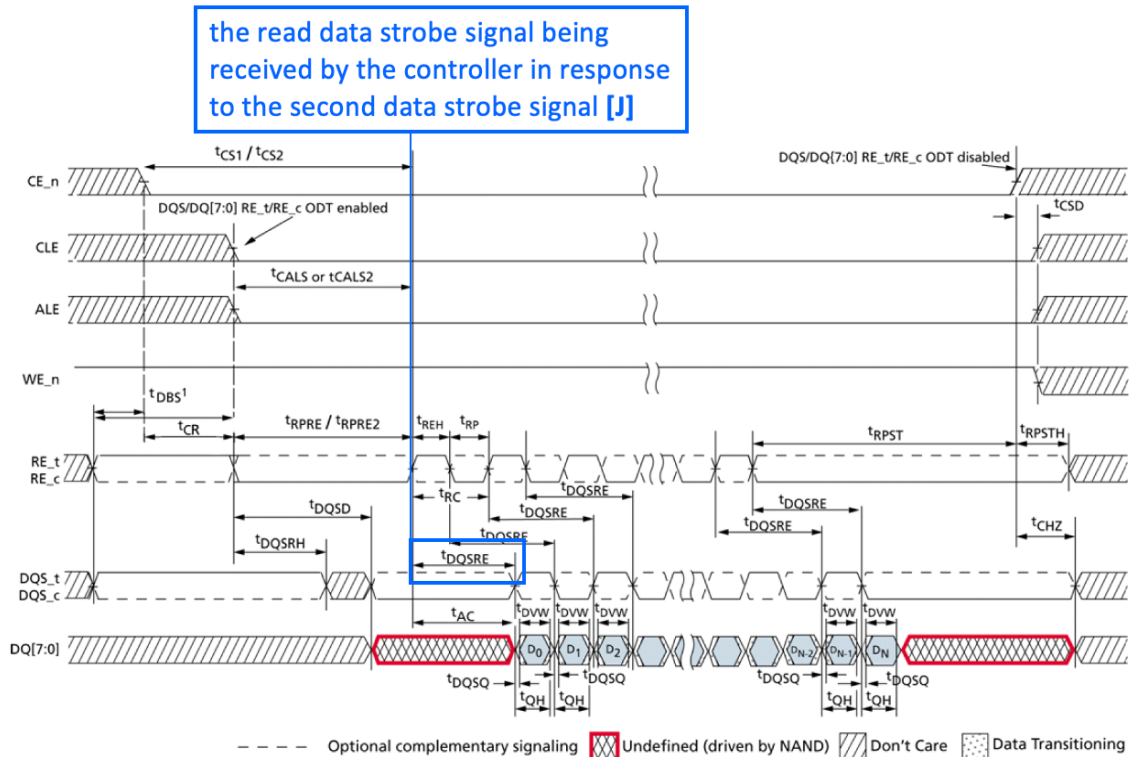 the read data strobe signal being
received by the controller in response
to the second data strobe signal [J]
tCS1 / tCS2
DQS/DQ[7:0] RE_t/RE_c ODT disabled
CE_n
DQS/DQ[7:0] RE_t/RE_c ODT enabled
tCSD
CLE
tCALS or tCALS2
ALE
WE_n
tDBS1
tCR
tRPRE / tRPRE2
tREH
tRP
tRPST
tRPSTH
RE_t
RE_c
tRC
tDQSRE
tDQSRE
tDQSD
tDQSRE
tDQSRE
tCHZ
tDQSRH
tDQSRE
tDQSRE
DQS_t
DQS_c
tAC
tDVW tDVW tDVW
tDVW tDVW
DQ[7:0]
D0 D1 D2
DN-2 DN-1 DN
tDQSQ
tDQSQ
tDQSQ
tDQSQ
tQH tQH
tQH tQH
Optional complementary signaling
Undefined (driven by NAND)
Don't Care
Data Transitioning